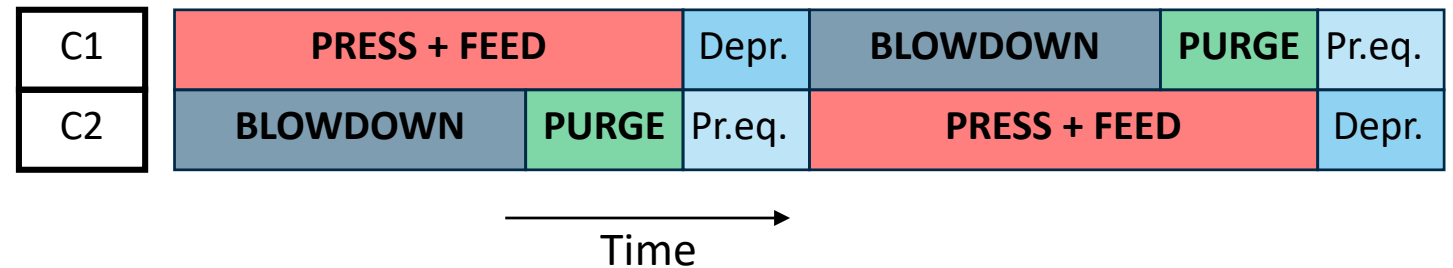 C1 PRESS + FEED Depr. BLOWDOWN PURGE Pr.eq.
C2 BLOWDOWN PURGE Pr.eq. PRESS + FEED Depr.
Time